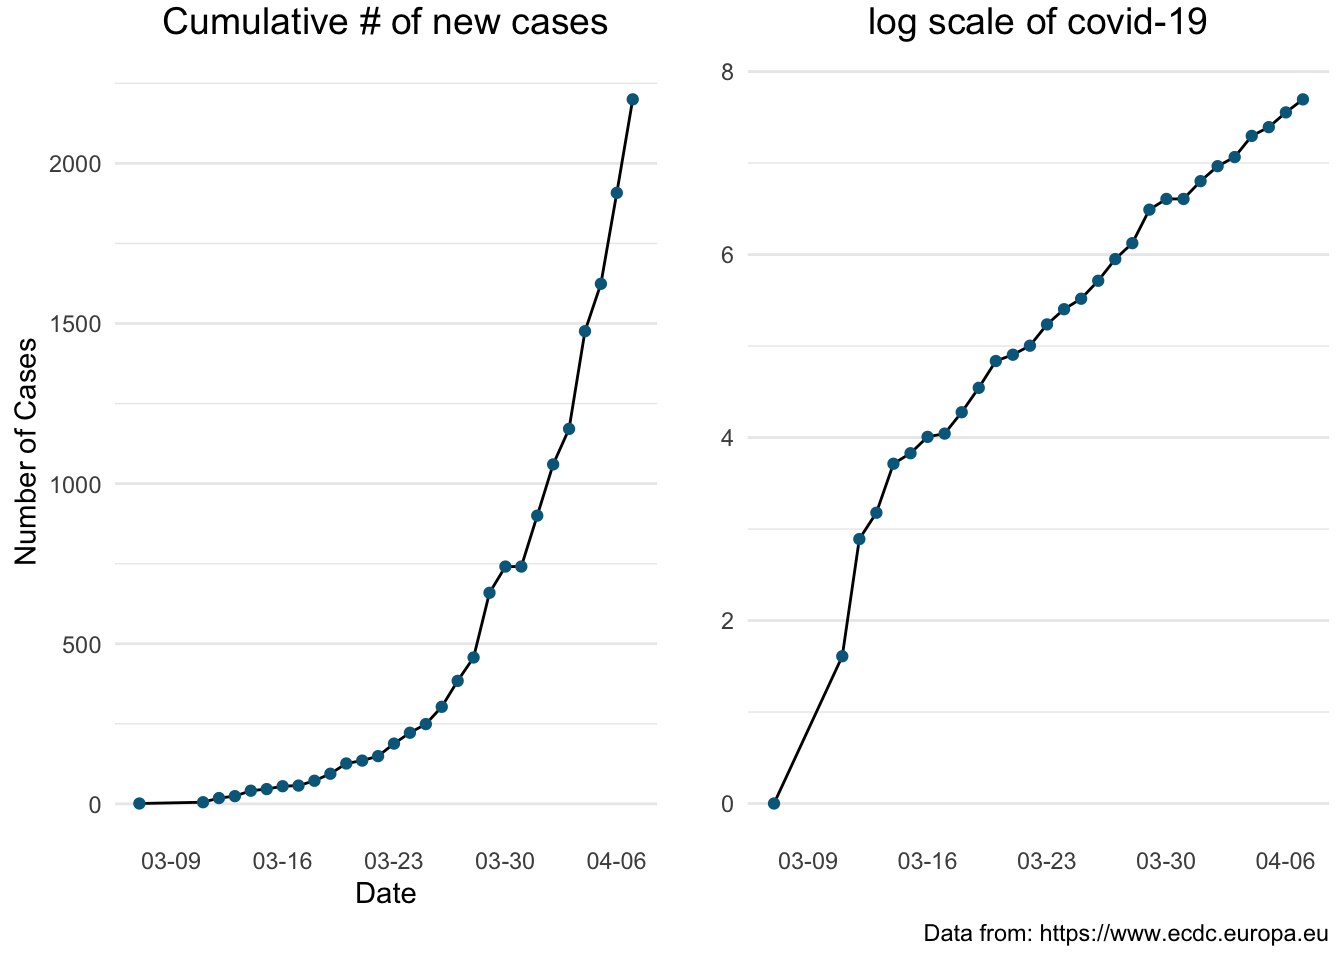 Cumulative # of new cases
2000
1500
1000
500
0
Number of Cases
03-09 03-16 03-23 03-30 04-06
Date
log scale of covid-19
8
6
4
2
0
03-09 03-16 03-23 03-30 04-06
Data from: https://www.ecdc.europa.eu